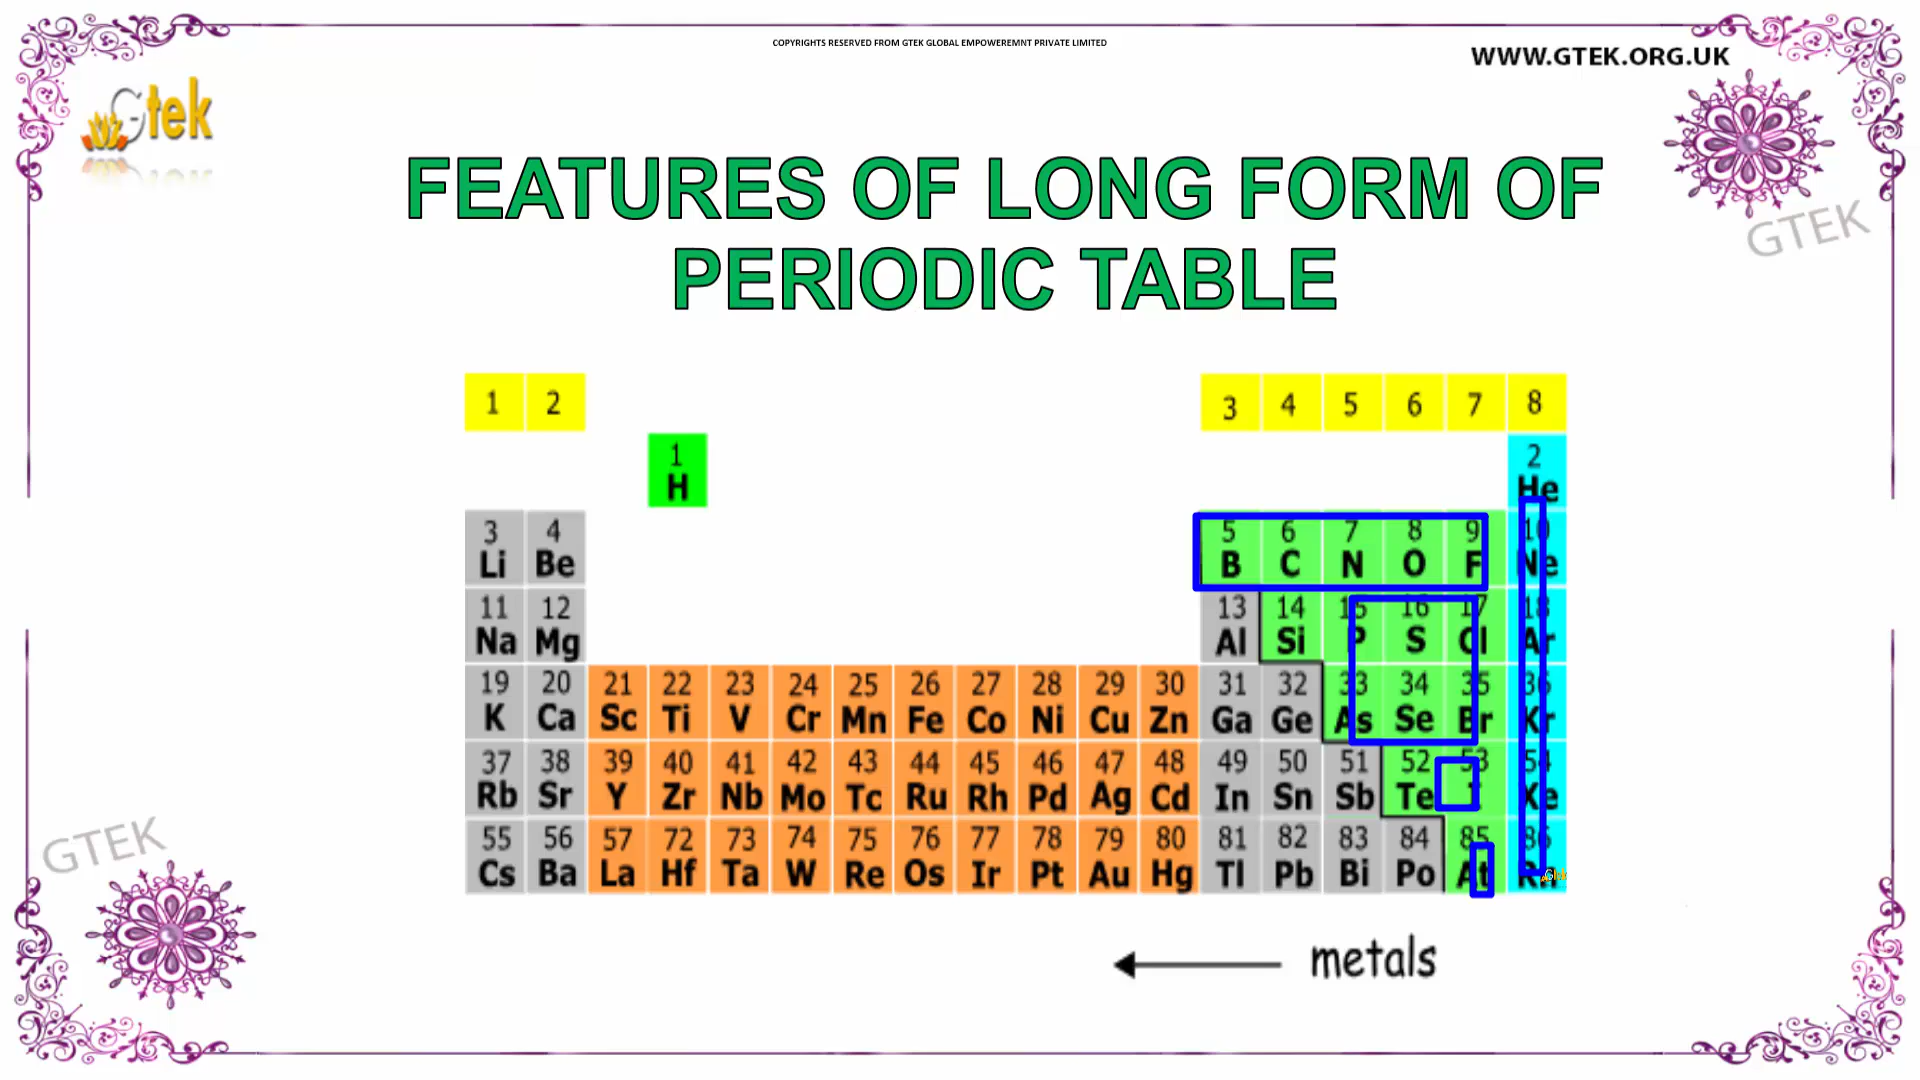 COPYRIGHTS RESERVED FROM GTEK GLOBAL EMPOWEREMNT PRIVATE LIMITED
WWW.GTEK.ORG.UK
Gtek
FEATURES OF LONG FORM OF
PERIODIC TABLE
GTEK
1 2 3 4 5 6 7 8
1 2
H He
3 4 5 6 7 8 9 10
Li Be B C N O F Ne
11 12 13 14 15 16 17 18
Na Mg Al Si P S Cl Ar
19 20 21 22 23 24 25 26 27 28 29 30 31 32 33 34 35 36
K Ca Sc Ti V Cr Mn Fe Co Ni Cu Zn Ga Ge As Se Br Kr
37 38 39 40 41 42 43 44 45 46 47 48 49 50 51 52 53 54
Rb Sr Y Zr Nb Mo Tc Ru Rh Pd Ag Cd In Sn Sb Te I Xe
55 56 57 72 73 74 75 76 77 78 79 80 81 82 83 84 85 86
Cs Ba La Hf Ta W Re Os Ir Pt Au Hg Tl Pb Bi Po At Rn
GTEK
metals